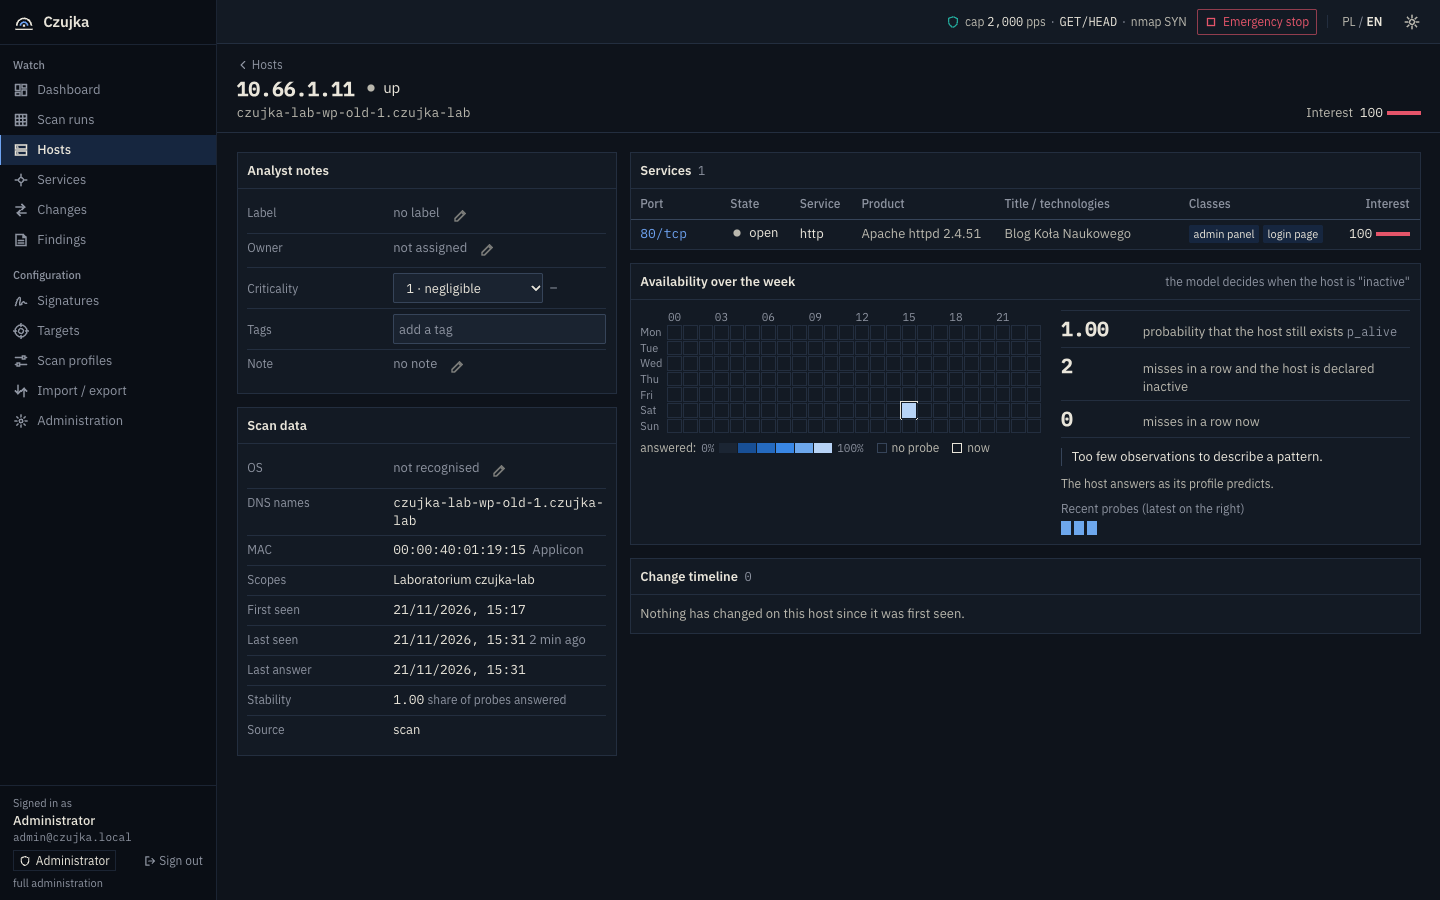 Czujka
cap 2,000 pps · GET/HEAD · nmap SYN
Emergency stop
PL / EN
Watch
Dashboard
Scan runs
Hosts
Services
Changes
Findings
Configuration
Signatures
Targets
Scan profiles
Import / export
Administration
Signed in as
Administrator
admin@czujka.local
Administrator
Sign out
full administration
Hosts
10.66.1.11 up
czujka-lab-wp-old-1.czujka-lab
Interest 100
Analyst notes
Label no label
Owner not assigned
Criticality 1 · negligible –
Tags add a tag
Note no note
Scan data
OS not recognised
DNS names czujka-lab-wp-old-1.czujka-
lab
MAC 00:00:40:01:19:15 Applicon
Scopes Laboratorium czujka-lab
First seen 21/11/2026, 15:17
Last seen 21/11/2026, 15:31 2 min ago
Last answer 21/11/2026, 15:31
Stability 1.00 share of probes answered
Source scan
Services 1
Port State Service Product Title / technologies Classes Interest
80/tcp open http Apache httpd 2.4.51 Blog Koła Naukowego admin panel login page 100
Availability over the week
the model decides when the host is "inactive"
00 03 06 09 12 15 18 21
Mon
Tue
Wed
Thu
Fri
Sat
Sun
answered: 0% 100% no probe now
1.00 probability that the host still exists p_alive
2 misses in a row and the host is declared
inactive
0 misses in a row now
Too few observations to describe a pattern.
The host answers as its profile predicts.
Recent probes (latest on the right)
Change timeline 0
Nothing has changed on this host since it was first seen.